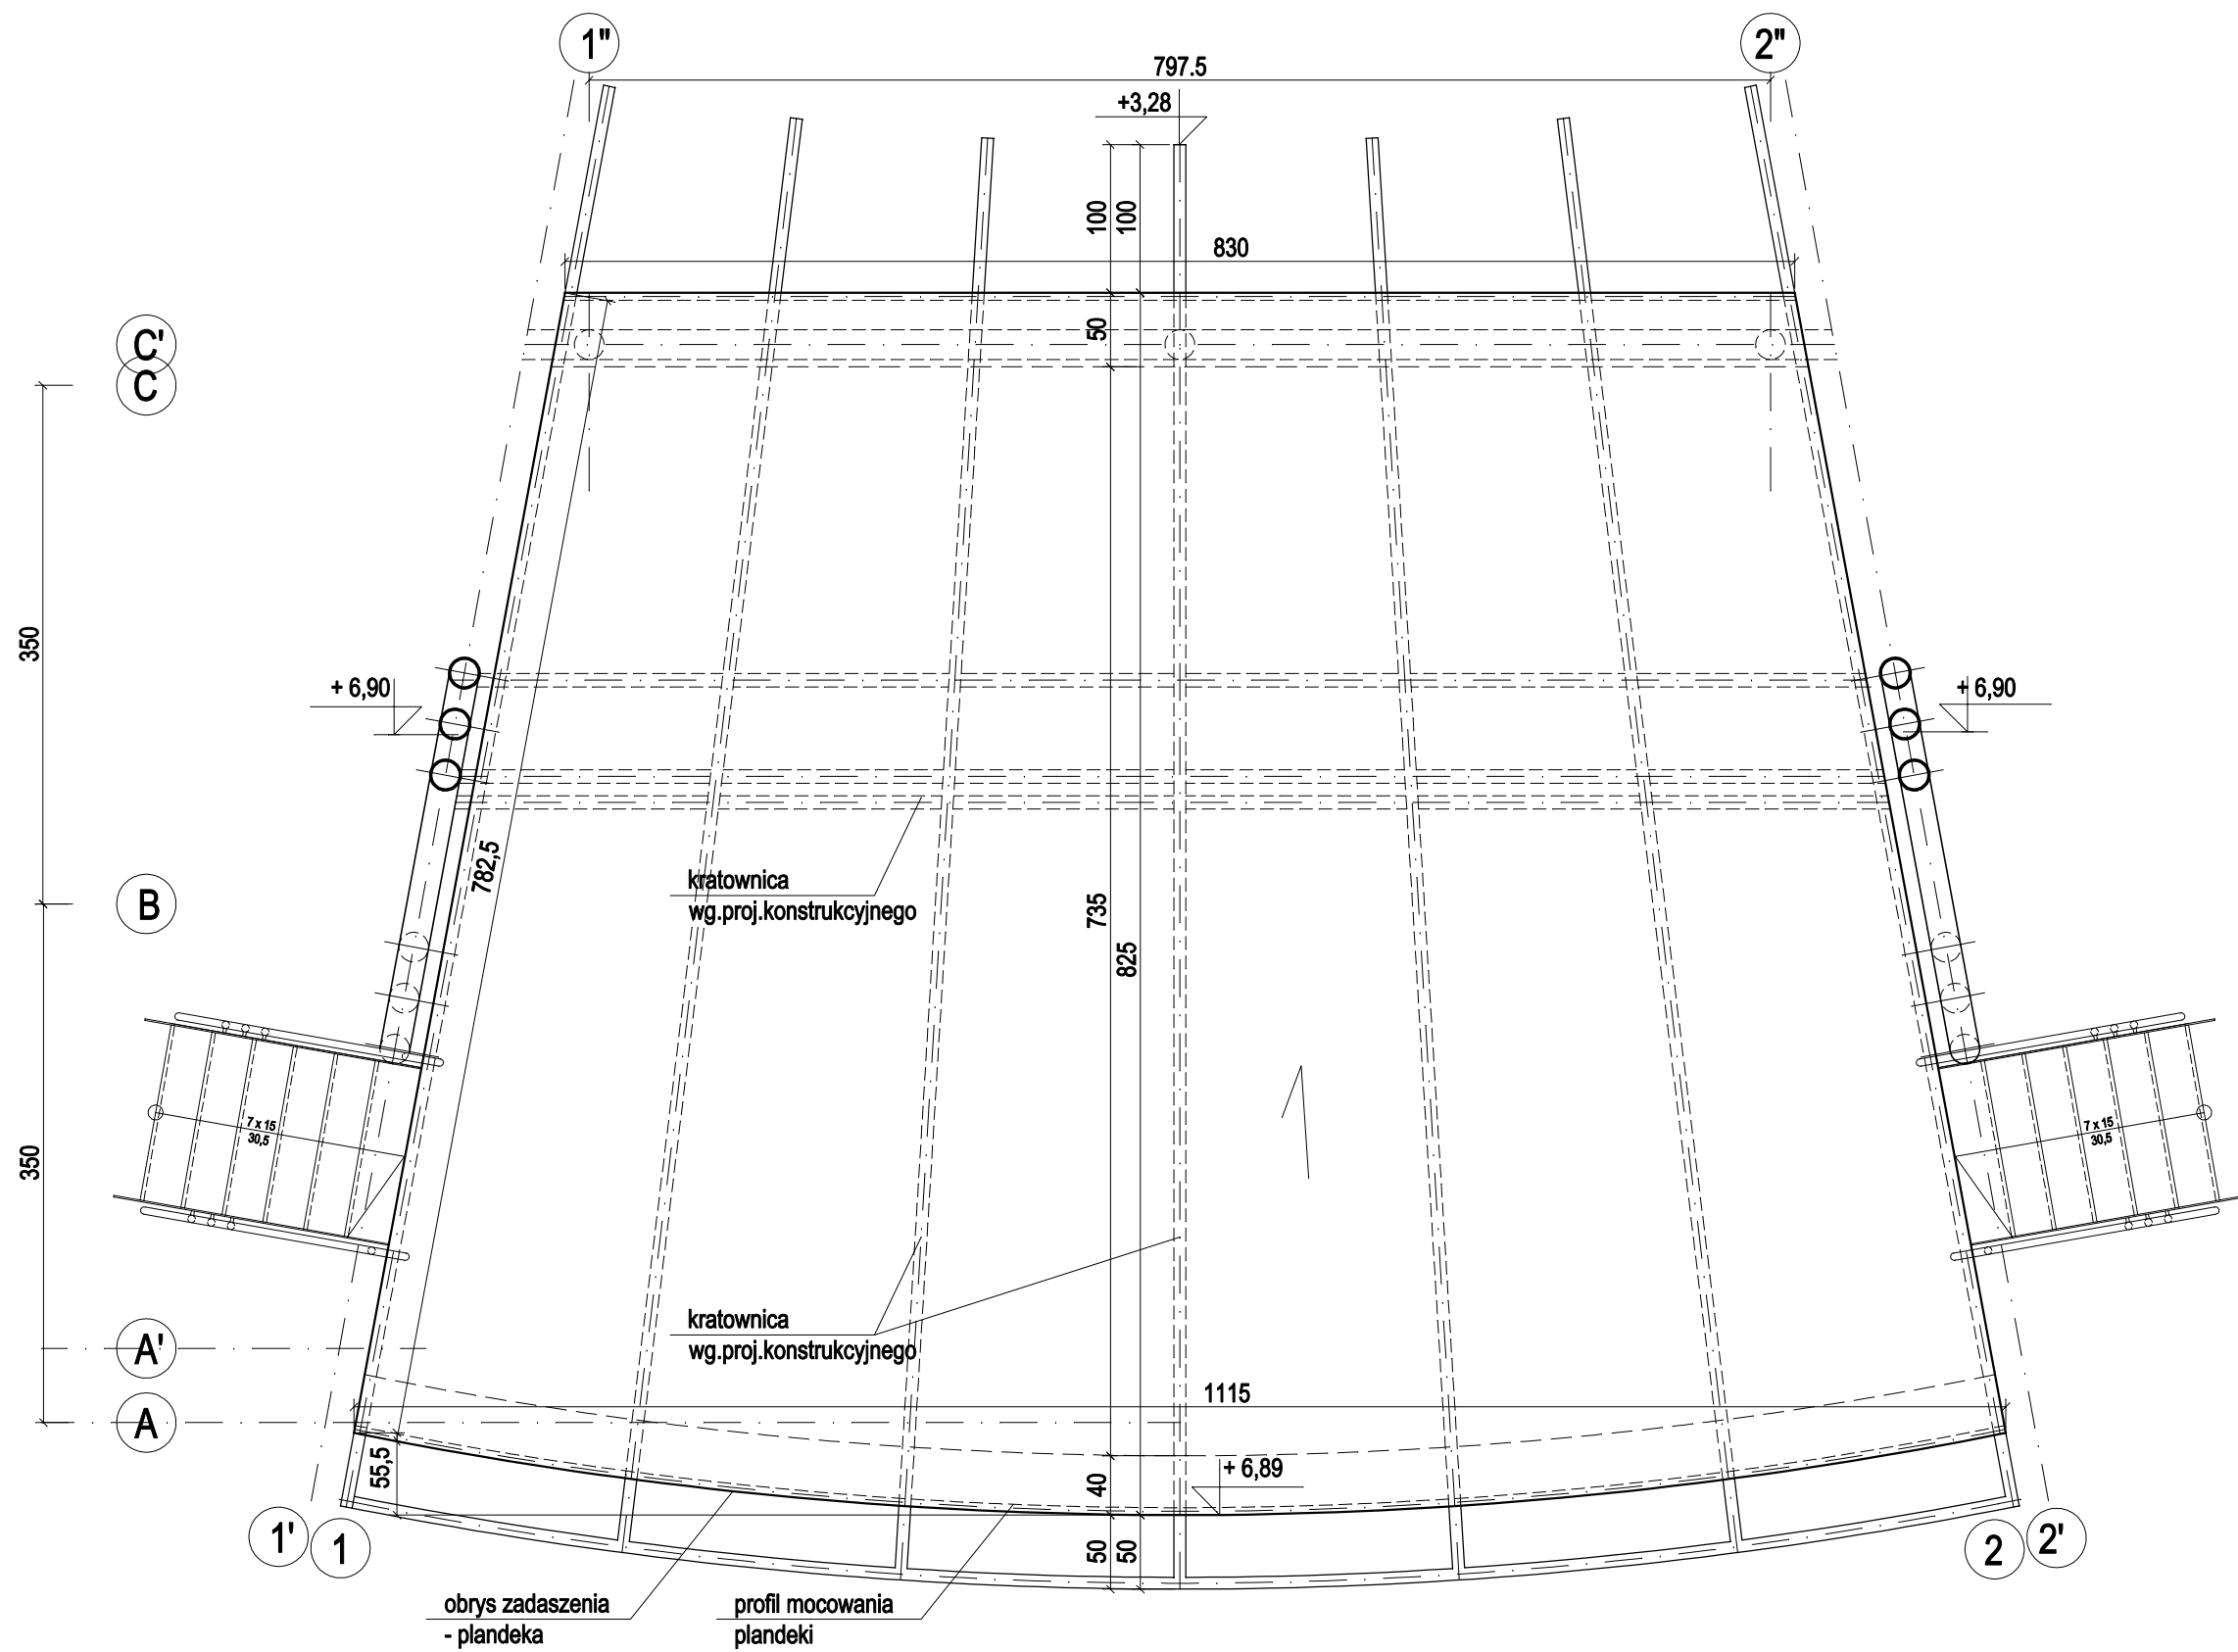 1"
2"
797.5
+3,28
100
100
830
C'
50
C
350
+ 6,90
+ 6,90
782,5
kratownica
wg.proj.konstrukcyjnego
735
B
825
7 x 15
30,5
7 x 15
30,5
350
kratownica
wg.proj.konstrukcyjnego
A'
1115
A
55,5
+ 6,89
40
1'
1
50
50
2
2'
obrys zadaszenia
- plandeka
profil mocowania
plandeki